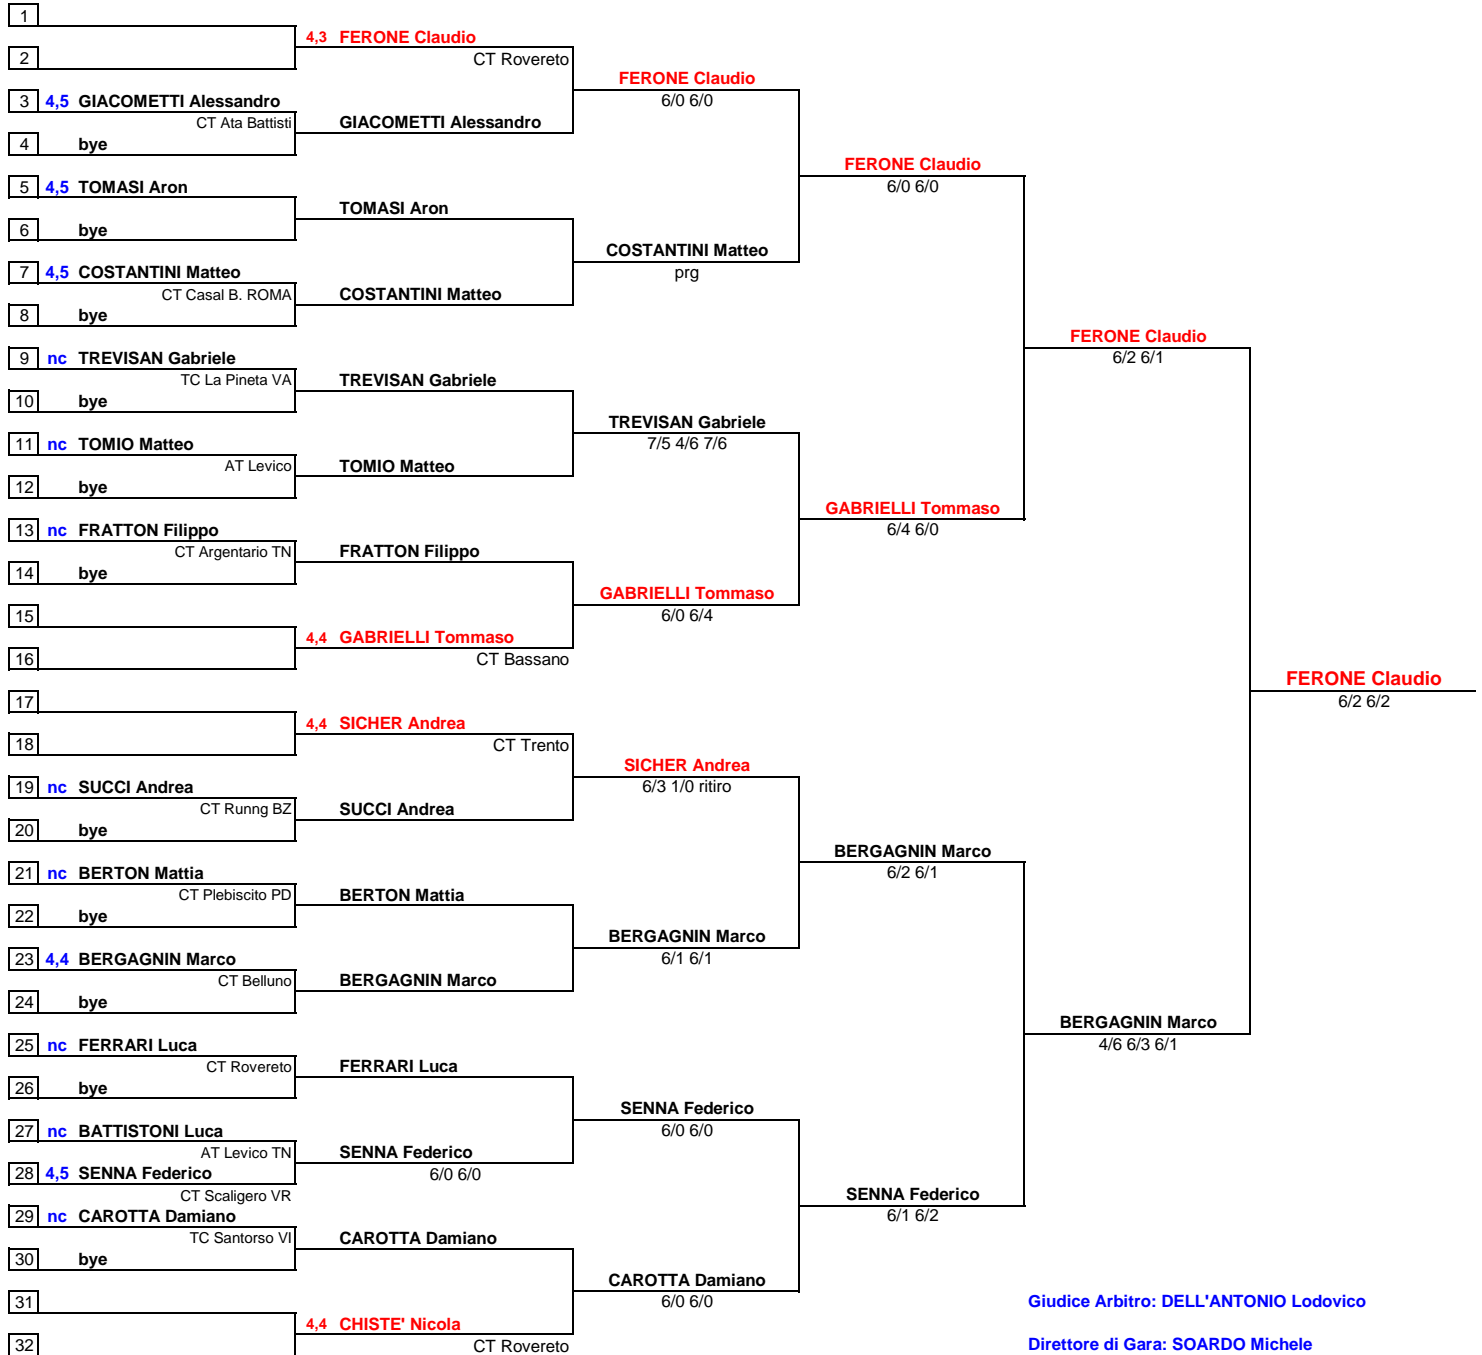 1
4,3 FERONE Claudio
2
CT Rovereto
FERONE Claudio
6/0 6/0
3 4,5 GIACOMETTI Alessandro
CT Ata Battisti
GIACOMETTI Alessandro
4 bye
FERONE Claudio
6/0 6/0
5 4,5 TOMASI Aron
TOMASI Aron
6 bye
COSTANTINI Matteo
prg
7 4,5 COSTANTINI Matteo
CT Casal B. ROMA
COSTANTINI Matteo
8 bye
FERONE Claudio
6/2 6/1
9 nc TREVISAN Gabriele
TC La Pineta VA
TREVISAN Gabriele
10 bye
TREVISAN Gabriele
7/5 4/6 7/6
11 nc TOMIO Matteo
AT Levico
TOMIO Matteo
12 bye
GABRIELLI Tommaso
6/4 6/0
13 nc FRATTON Filippo
CT Argentario TN
FRATTON Filippo
14 bye
GABRIELLI Tommaso
6/0 6/4
15
4,4 GABRIELLI Tommaso
16
CT Bassano
FERONE Claudio
6/2 6/2
17
4,4 SICHER Andrea
18
CT Trento
SICHER Andrea
6/3 1/0 ritiro
19 nc SUCCI Andrea
CT Runng BZ
SUCCI Andrea
20 bye
BERGAGNIN Marco
6/2 6/1
21 nc BERTON Mattia
CT Plebiscito PD
BERTON Mattia
22 bye
BERGAGNIN Marco
6/1 6/1
23 4,4 BERGAGNIN Marco
CT Belluno
BERGAGNIN Marco
24 bye
BERGAGNIN Marco
4/6 6/3 6/1
25 nc FERRARI Luca
CT Rovereto
FERRARI Luca
26 bye
SENNA Federico
6/0 6/0
27 nc BATTISTONI Luca
AT Levico TN
SENNA Federico
6/0 6/0
28 4,5 SENNA Federico
CT Scaligero VR
SENNA Federico
6/1 6/2
29 nc CAROTTA Damiano
TC Santorso VI
CAROTTA Damiano
30 bye
CAROTTA Damiano
6/0 6/0
31
4,4 CHISTE' Nicola
32
CT Rovereto
Giudice Arbitro: DELL'ANTONIO Lodovico
Direttore di Gara: SOARDO Michele